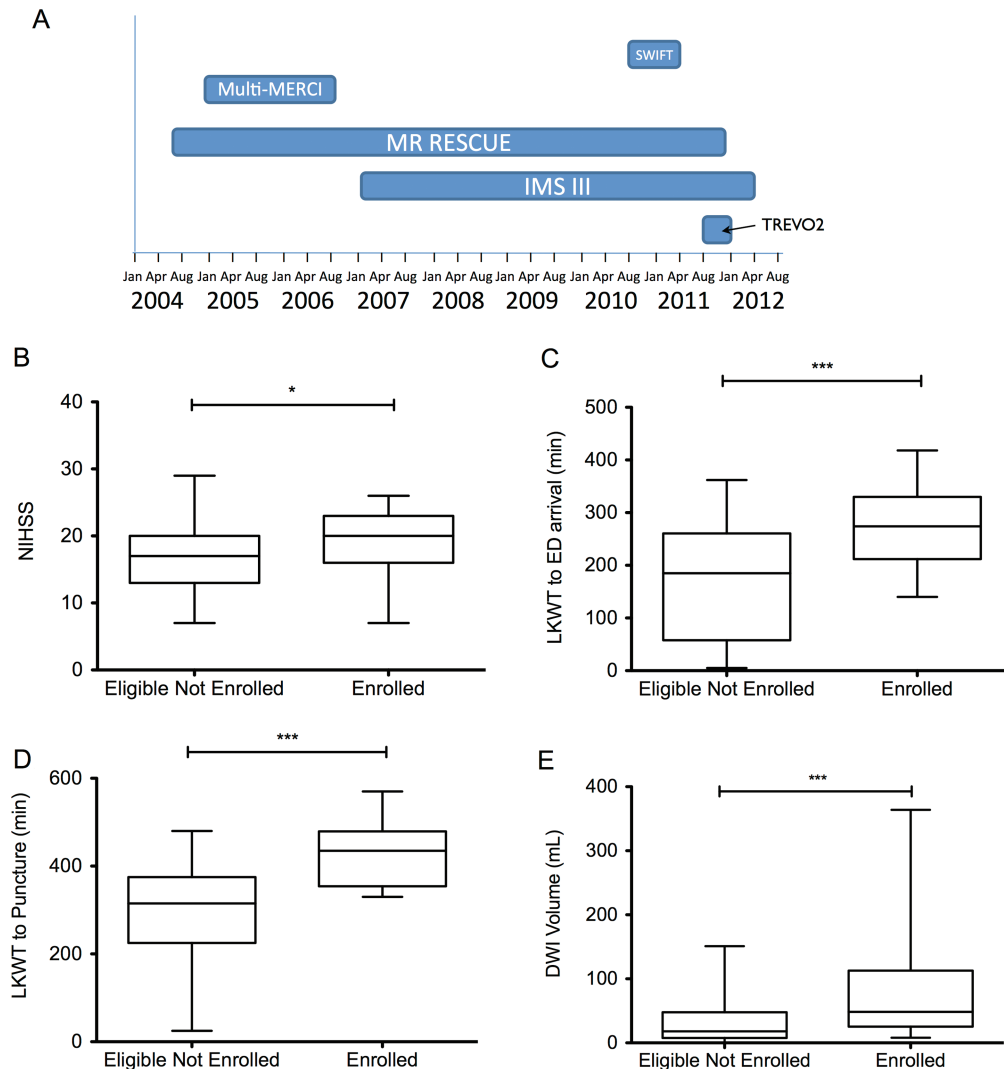 A
SWIFT
Multi-MERCI
MR RESCUE
IMS III
TREVO2
Jan Apr Aug Jan Apr Aug Jan Apr Aug Jan Apr Aug Jan Apr Aug Jan Apr Aug Jan Apr Aug Jan Apr Aug Jan Apr Aug
2004 2005 2006 2007 2008 2009 2010 2011 2012
B
*
40
30
20
10
0
NIHSS
Eligible Not Enrolled Enrolled
C
***
500
400
300
200
100
0
LKWT to ED arrival (min)
Eligible Not Enrolled Enrolled
D
***
600
400
200
0
LKWT to Puncture (min)
Eligible Not Enrolled Enrolled
E
***
400
300
200
100
0
DWI Volume (mL)
Eligible Not Enrolled Enrolled